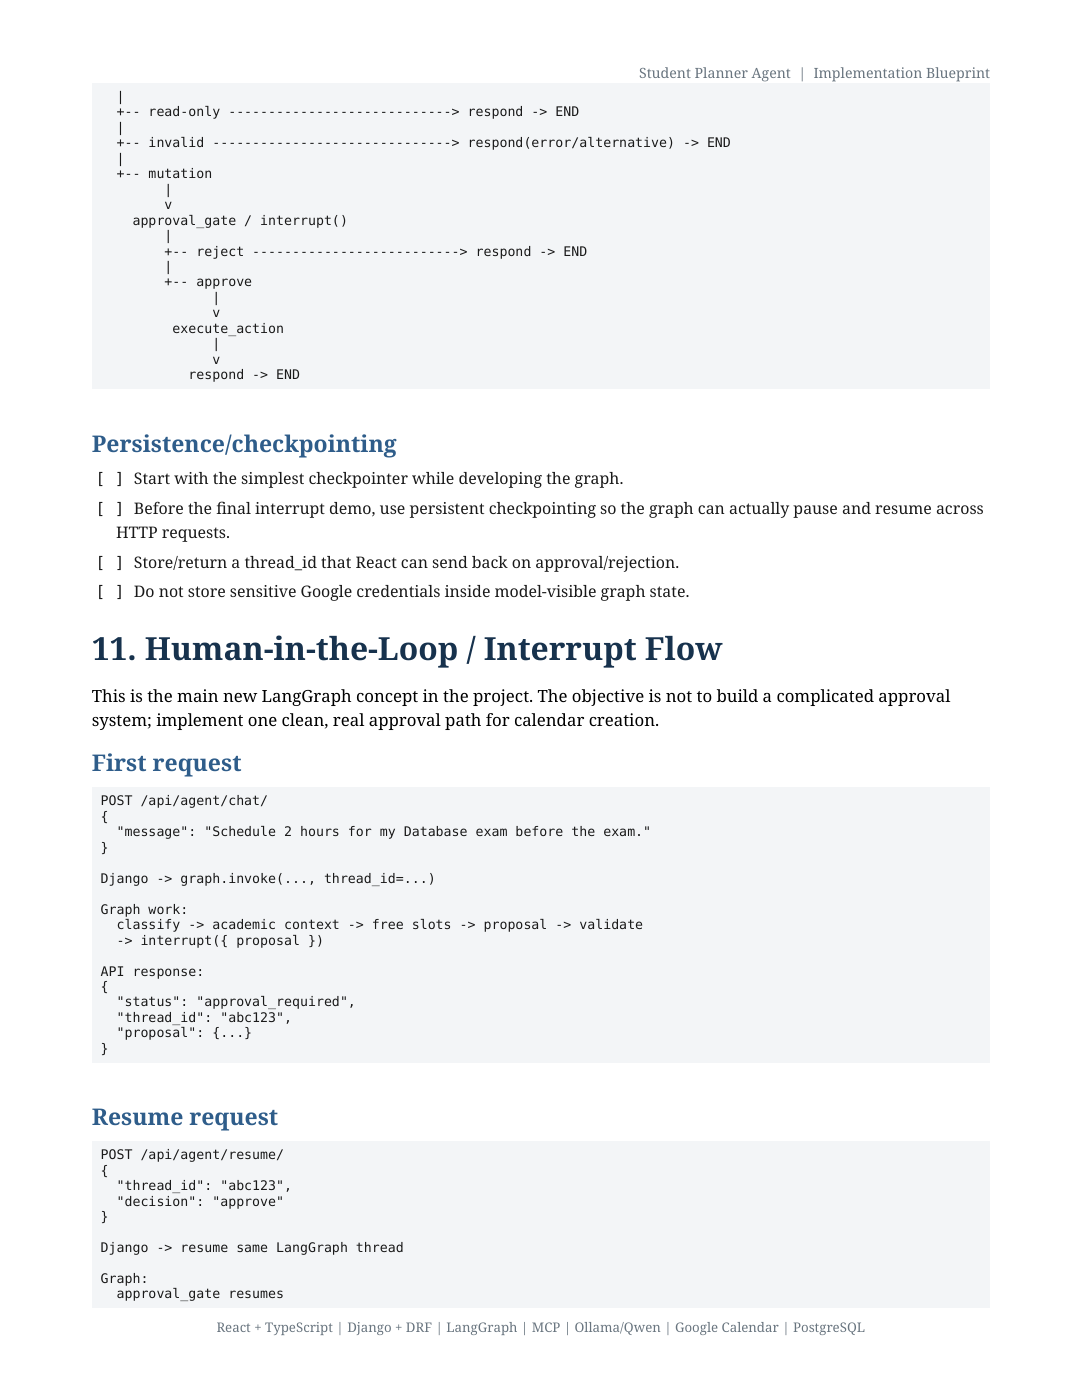 Student Planner Agent | Implementation Blueprint
|
+-- read-only ----------------------------> respond -> END
|
+-- invalid ------------------------------> respond(error/alternative) -> END
|
+-- mutation
|
v
approval_gate / interrupt()
|
+-- reject --------------------------> respond -> END
|
+-- approve
|
v
execute_action
|
v
respond -> END
Persistence/checkpointing
[ ] Start with the simplest checkpointer while developing the graph.
[ ] Before the final interrupt demo, use persistent checkpointing so the graph can actually pause and resume across
HTTP requests.
[ ] Store/return a thread_id that React can send back on approval/rejection.
[ ] Do not store sensitive Google credentials inside model-visible graph state.
11. Human-in-the-Loop / Interrupt Flow
This is the main new LangGraph concept in the project. The objective is not to build a complicated approval
system; implement one clean, real approval path for calendar creation.
First request
POST /api/agent/chat/
{
  "message": "Schedule 2 hours for my Database exam before the exam."
}
Django -> graph.invoke(..., thread_id=...)
Graph work:
  classify -> academic context -> free slots -> proposal -> validate
  -> interrupt({ proposal })
API response:
{
  "status": "approval_required",
  "thread_id": "abc123",
  "proposal": {...}
}
Resume request
POST /api/agent/resume/
{
  "thread_id": "abc123",
  "decision": "approve"
}
Django -> resume same LangGraph thread
Graph:
  approval_gate resumes
React + TypeScript | Django + DRF | LangGraph | MCP | Ollama/Qwen | Google Calendar | PostgreSQL